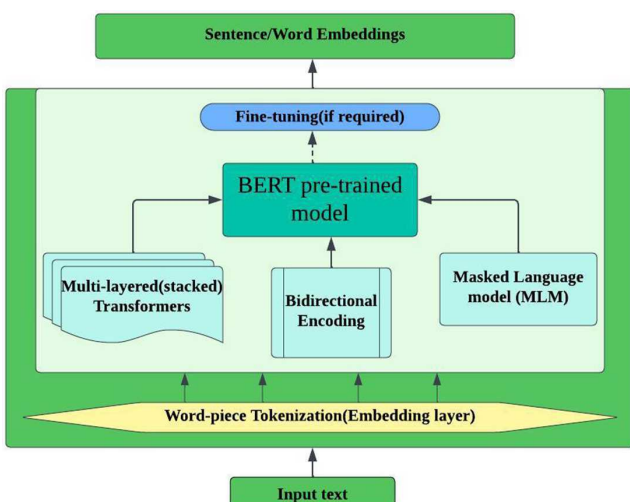 Sentence/Word Embeddings
Fine-tuning(if required)
BERT pre-trained
model
Multi-layered(stacked)
Transformers
Bidirectional
Encoding
Masked Language
model (MLM)
Word-piece Tokenization(Embedding layer)
Input text